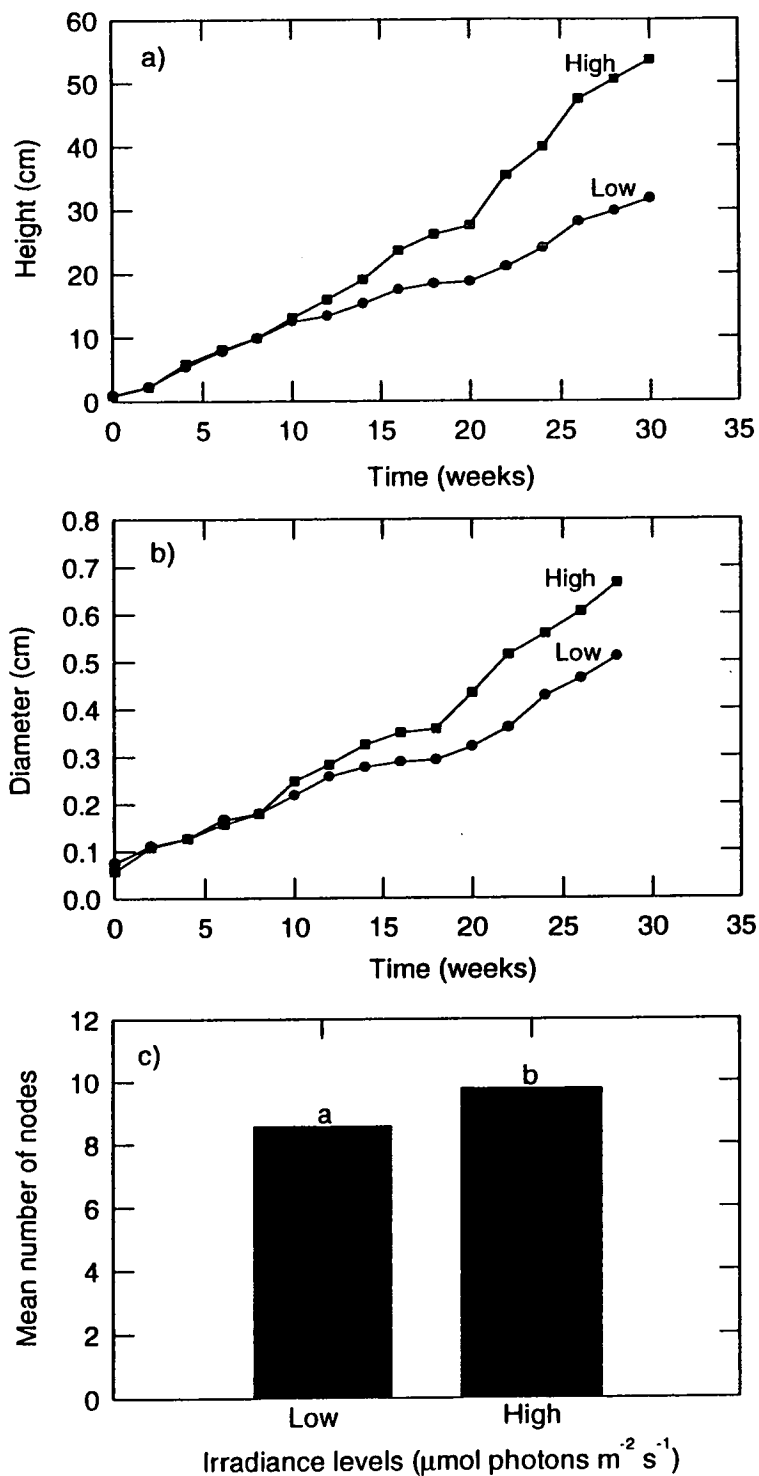 60
a)
High
50
40
Height (cm)
Low
30
20
10
0
0 5 10 15 20 25 30 35
Time (weeks)
0.8
b)
0.7
High
0.6
Low
0.5
Diameter (cm)
0.4
0.3
0.2
0.1
0.0
0 5 10 15 20 25 30 35
Time (weeks)
12
c)
b
10
a
8
Mean number of nodes
6
4
2
0
Low High
Irradiance levels (μmol photons m⁻² s⁻¹)